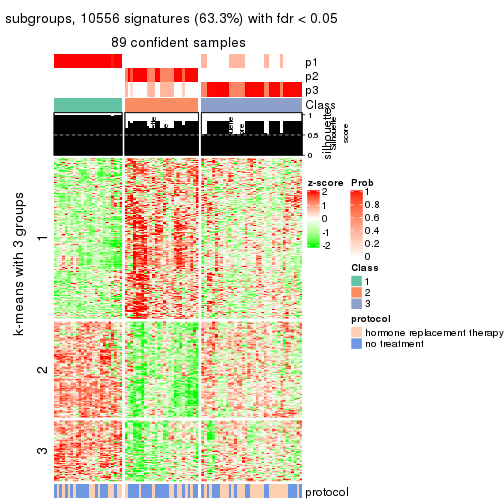 subgroups, 10556 signatures (63.3%) with fdr < 0.05
89 confident samples
p1
p2
p3
Class
1
0.5
0
silhouette
score
k-means with 3 groups
1
2
3
z-score
2
1
0
-1
-2
Prob
1
0.8
0.6
0.4
0.2
0
Class
1
2
3
protocol
hormone replacement therapy
no treatment
protocol